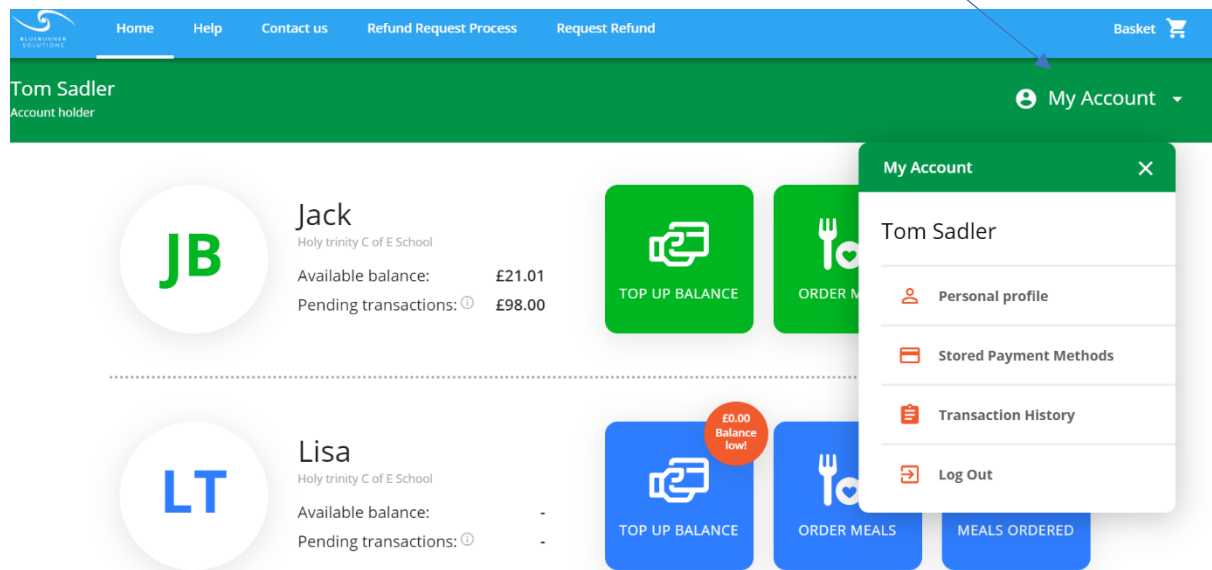 BLUERUNNER
SOLUTIONS
Home Help Contact us Refund Request Process Request Refund Basket
Tom Sadler
Account holder
My Account
My Account
Tom Sadler
Personal profile
Stored Payment Methods
Transaction History
Log Out
JB
Jack
Holy trinity C of E School
Available balance: £21.01
Pending transactions: £98.00
TOP UP BALANCE
ORDER M
LT
Lisa
Holy trinity C of E School
Available balance: -
Pending transactions: -
£0.00
Balance
low!
TOP UP BALANCE
ORDER MEALS
MEALS ORDERED